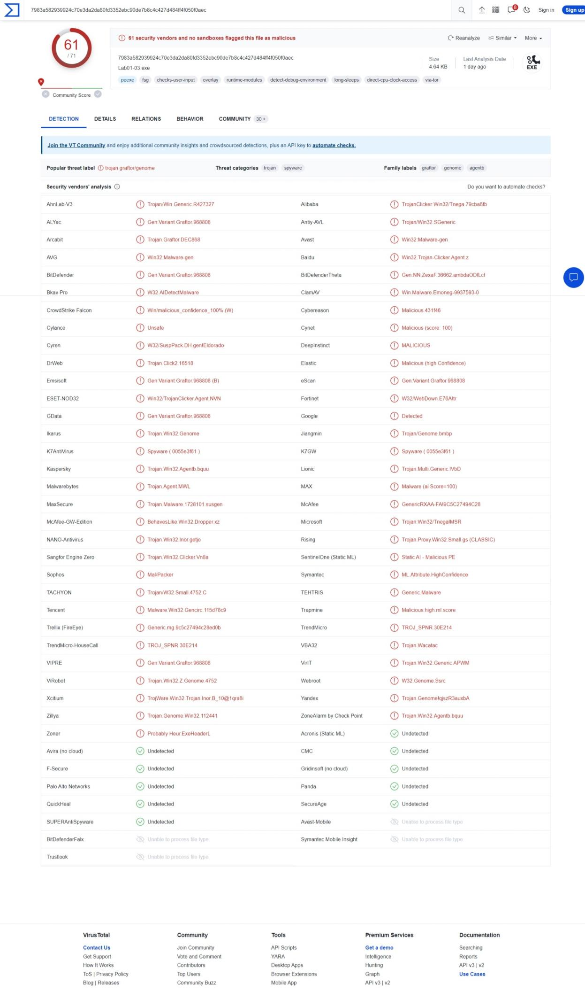 7983a582939924c70e3da2da80fd3352ebc90de7b8c4c427d484ff4f050f0aec
8
Sign in
Sign up
61
/ 71
Community Score
61 security vendors and no sandboxes flagged this file as malicious
Reanalyze Similar More
7983a582939924c70e3da2da80fd3352ebc90de7b8c4c427d484ff4f050f0aec
Lab01-03.exe
Size
4.64 KB
Last Analysis Date
1 day ago
EXE
peexe fsg checks-user-input overlay runtime-modules detect-debug-environment long-sleeps direct-cpu-clock-access via-tor
DETECTION DETAILS RELATIONS BEHAVIOR COMMUNITY 30 +
Join the VT Community and enjoy additional community insights and crowdsourced detections, plus an API key to automate checks.
Popular threat label trojan.graftor/genome Threat categories trojan spyware Family labels graftor genome agentb
Security vendors' analysis Do you want to automate checks?
AhnLab-V3 Trojan/Win.Generic.R427327 Alibaba TrojanClicker:Win32/Tnega.79cba6fb
ALYac Gen:Variant.Graftor.968808 Antiy-AVL Trojan/Win32.SGeneric
Arcabit Trojan.Graftor.DEC868 Avast Win32:Malware-gen
AVG Win32:Malware-gen Baidu Win32.Trojan-Clicker.Agent.z
BitDefender Gen:Variant.Graftor.968808 BitDefenderTheta Gen:NN.ZexaF.36662.ambdaODfLcf
Bkav Pro W32.AIDetectMalware ClamAV Win.Malware.Emoneg-9937593-0
CrowdStrike Falcon Win/malicious_confidence_100% (W) Cybereason Malicious.431f46
Cylance Unsafe Cynet Malicious (score: 100)
Cyren W32/SuspPack.DH.gen!Eldorado DeepInstinct MALICIOUS
DrWeb Trojan.Click2.16518 Elastic Malicious (high Confidence)
Emsisoft Gen:Variant.Graftor.968808 (B) eScan Gen:Variant.Graftor.968808
ESET-NOD32 Win32/TrojanClicker.Agent.NVN Fortinet W32/WebDown.E76A!tr
GData Gen:Variant.Graftor.968808 Google Detected
Ikarus Trojan.Win32.Genome Jiangmin Trojan/Genome.bmbp
K7AntiVirus Spyware ( 0055e3f61 ) K7GW Spyware ( 0055e3f61 )
Kaspersky Trojan.Win32.Agentb.bquu Lionic Trojan.Multi.Generic.lVbD
Malwarebytes Trojan.Agent.MWL MAX Malware (ai Score=100)
MaxSecure Trojan.Malware.1728101.susgen McAfee GenericRXAA-FA!9C5C27494C28
McAfee-GW-Edition BehavesLike.Win32.Dropper.xz Microsoft Trojan:Win32/Tnega!MSR
NANO-Antivirus Trojan.Win32.Inor.getjo Rising Trojan.Proxy.Win32.Small.gs (CLASSIC)
Sangfor Engine Zero Trojan.Win32.Clicker.Vn8a SentinelOne (Static ML) Static AI - Malicious PE
Sophos Mal/Packer Symantec ML.Attribute.HighConfidence
TACHYON Trojan/W32.Small.4752.C TEHTRIS Generic.Malware
Tencent Malware.Win32.Gencirc.115d78c9 Trapmine Malicious.high.ml.score
Trellix (FireEye) Generic.mg.9c5c27494c28ed0b TrendMicro TROJ_SPNR.30E214
TrendMicro-HouseCall TROJ_SPNR.30E214 VBA32 Trojan.Wacatac
VIPRE Gen:Variant.Graftor.968808 VirIT Trojan.Win32.Generic.APWM
ViRobot Trojan.Win32.Z.Genome.4752 Webroot W32.Genome.Ssrc
Xcitium TrojWare.Win32.Trojan.Inor.B_10@1qra8i Yandex Trojan.Genome!qjszR3auxbA
Zillya Trojan.Genome.Win32.112441 ZoneAlarm by Check Point Trojan.Win32.Agentb.bquu
Zoner Probably Heur.ExeHeaderL Acronis (Static ML) Undetected
Avira (no cloud) Undetected CMC Undetected
F-Secure Undetected Gridinsoft (no cloud) Undetected
Palo Alto Networks Undetected Panda Undetected
QuickHeal Undetected SecureAge Undetected
SUPERAntiSpyware Undetected Avast-Mobile Unable to process file type
BitDefenderFalx Unable to process file type Symantec Mobile Insight Unable to process file type
Trustlook Unable to process file type
VirusTotal Community Tools Premium Services Documentation
Contact Us Join Community API Scripts Get a demo Searching
Get Support Vote and Comment YARA Intelligence Reports
How It Works Contributors Desktop Apps Hunting API v3 | v2
ToS | Privacy Policy Top Users Browser Extensions Graph Use Cases
Blog | Releases Community Buzz Mobile App API v3 | v2